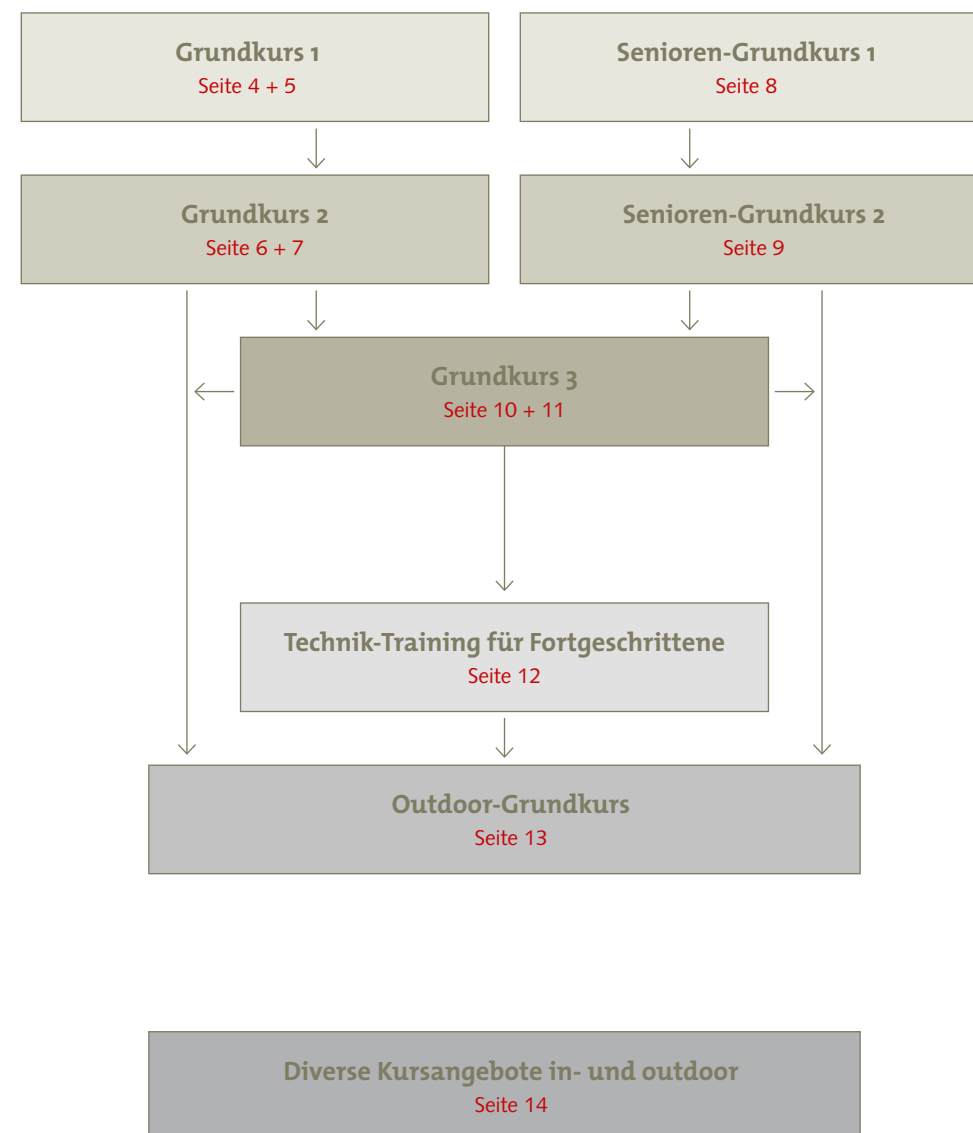 Grundkurs 1
Seite 4 + 5
Senioren-Grundkurs 1
Seite 8
Grundkurs 2
Seite 6 + 7
Senioren-Grundkurs 2
Seite 9
Grundkurs 3
Seite 10 + 11
Technik-Training für Fortgeschrittene
Seite 12
Outdoor-Grundkurs
Seite 13
Diverse Kursangebote in- und outdoor
Seite 14